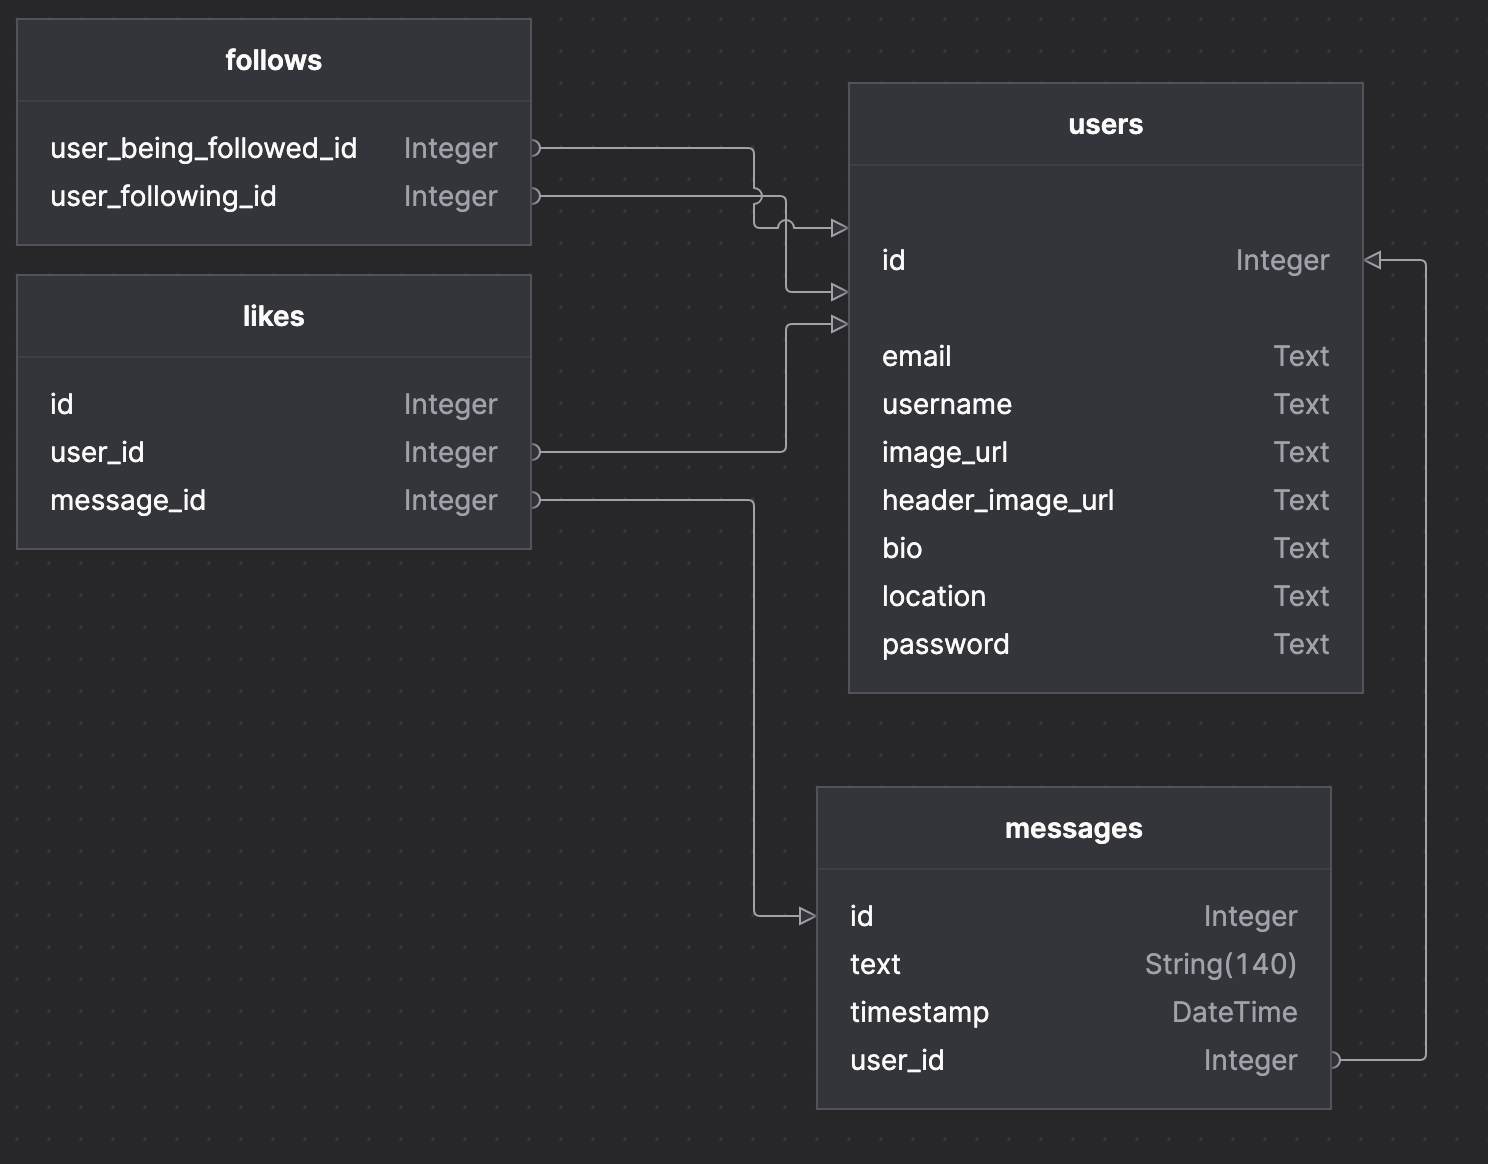 follows
user_being_followed_id Integer
user_following_id Integer
likes
id Integer
user_id Integer
message_id Integer
users
id Integer
email Text
username Text
image_url Text
header_image_url Text
bio Text
location Text
password Text
messages
id Integer
text String(140)
timestamp DateTime
user_id Integer